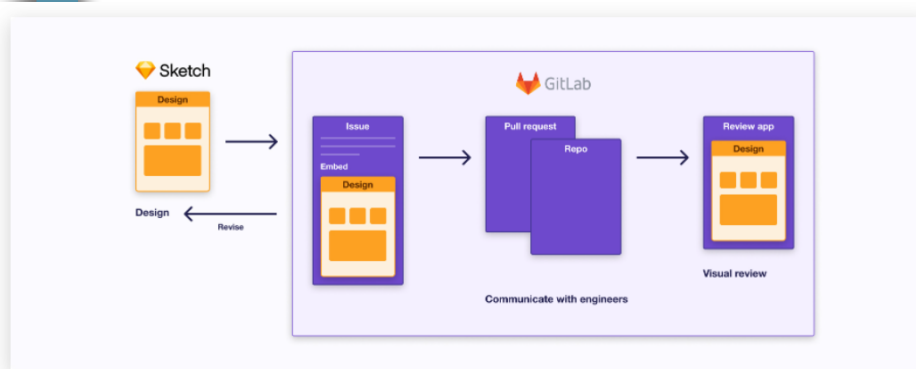 Sketch
Design
Design
Revise
GitLab
Issue
Embed
Design
Pull request
Repo
Communicate with engineers
Review app
Design
Visual review